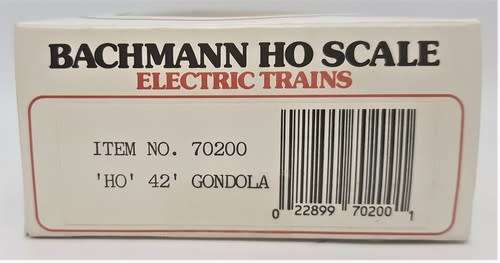 BACHMANN HO SCALE
ELECTRIC TRAINS
ITEM NO. 70200
'HO' 42' GONDOLA
0 22899 70200 1